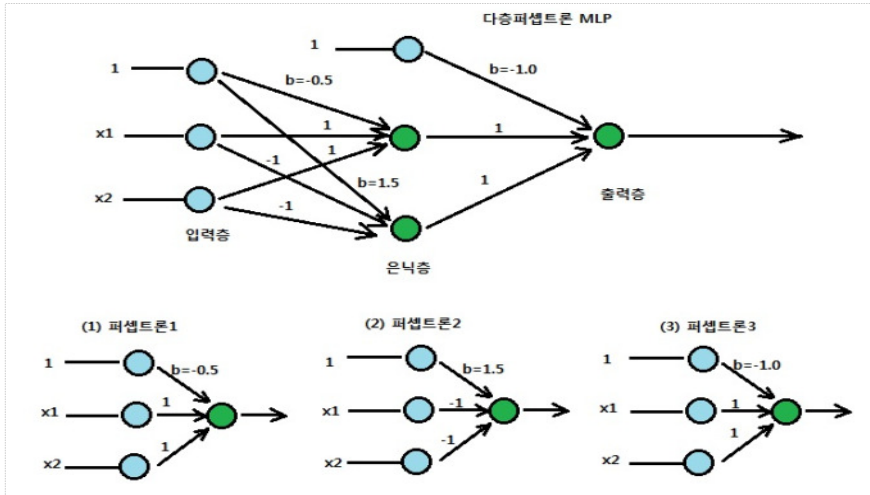 다층퍼셉트론 MLP
1
1
b=-0.5
b=-1.0
x1
1
1
-1
1
x2
b=1.5
1
-1
입력층
출력층
은닉층
(1) 퍼셉트론1
(2) 퍼셉트론2
(3) 퍼셉트론3
1
b=-0.5
x1
1
x2
1
1
b=1.5
x1
-1
x2
-1
1
b=-1.0
x1
1
x2
1